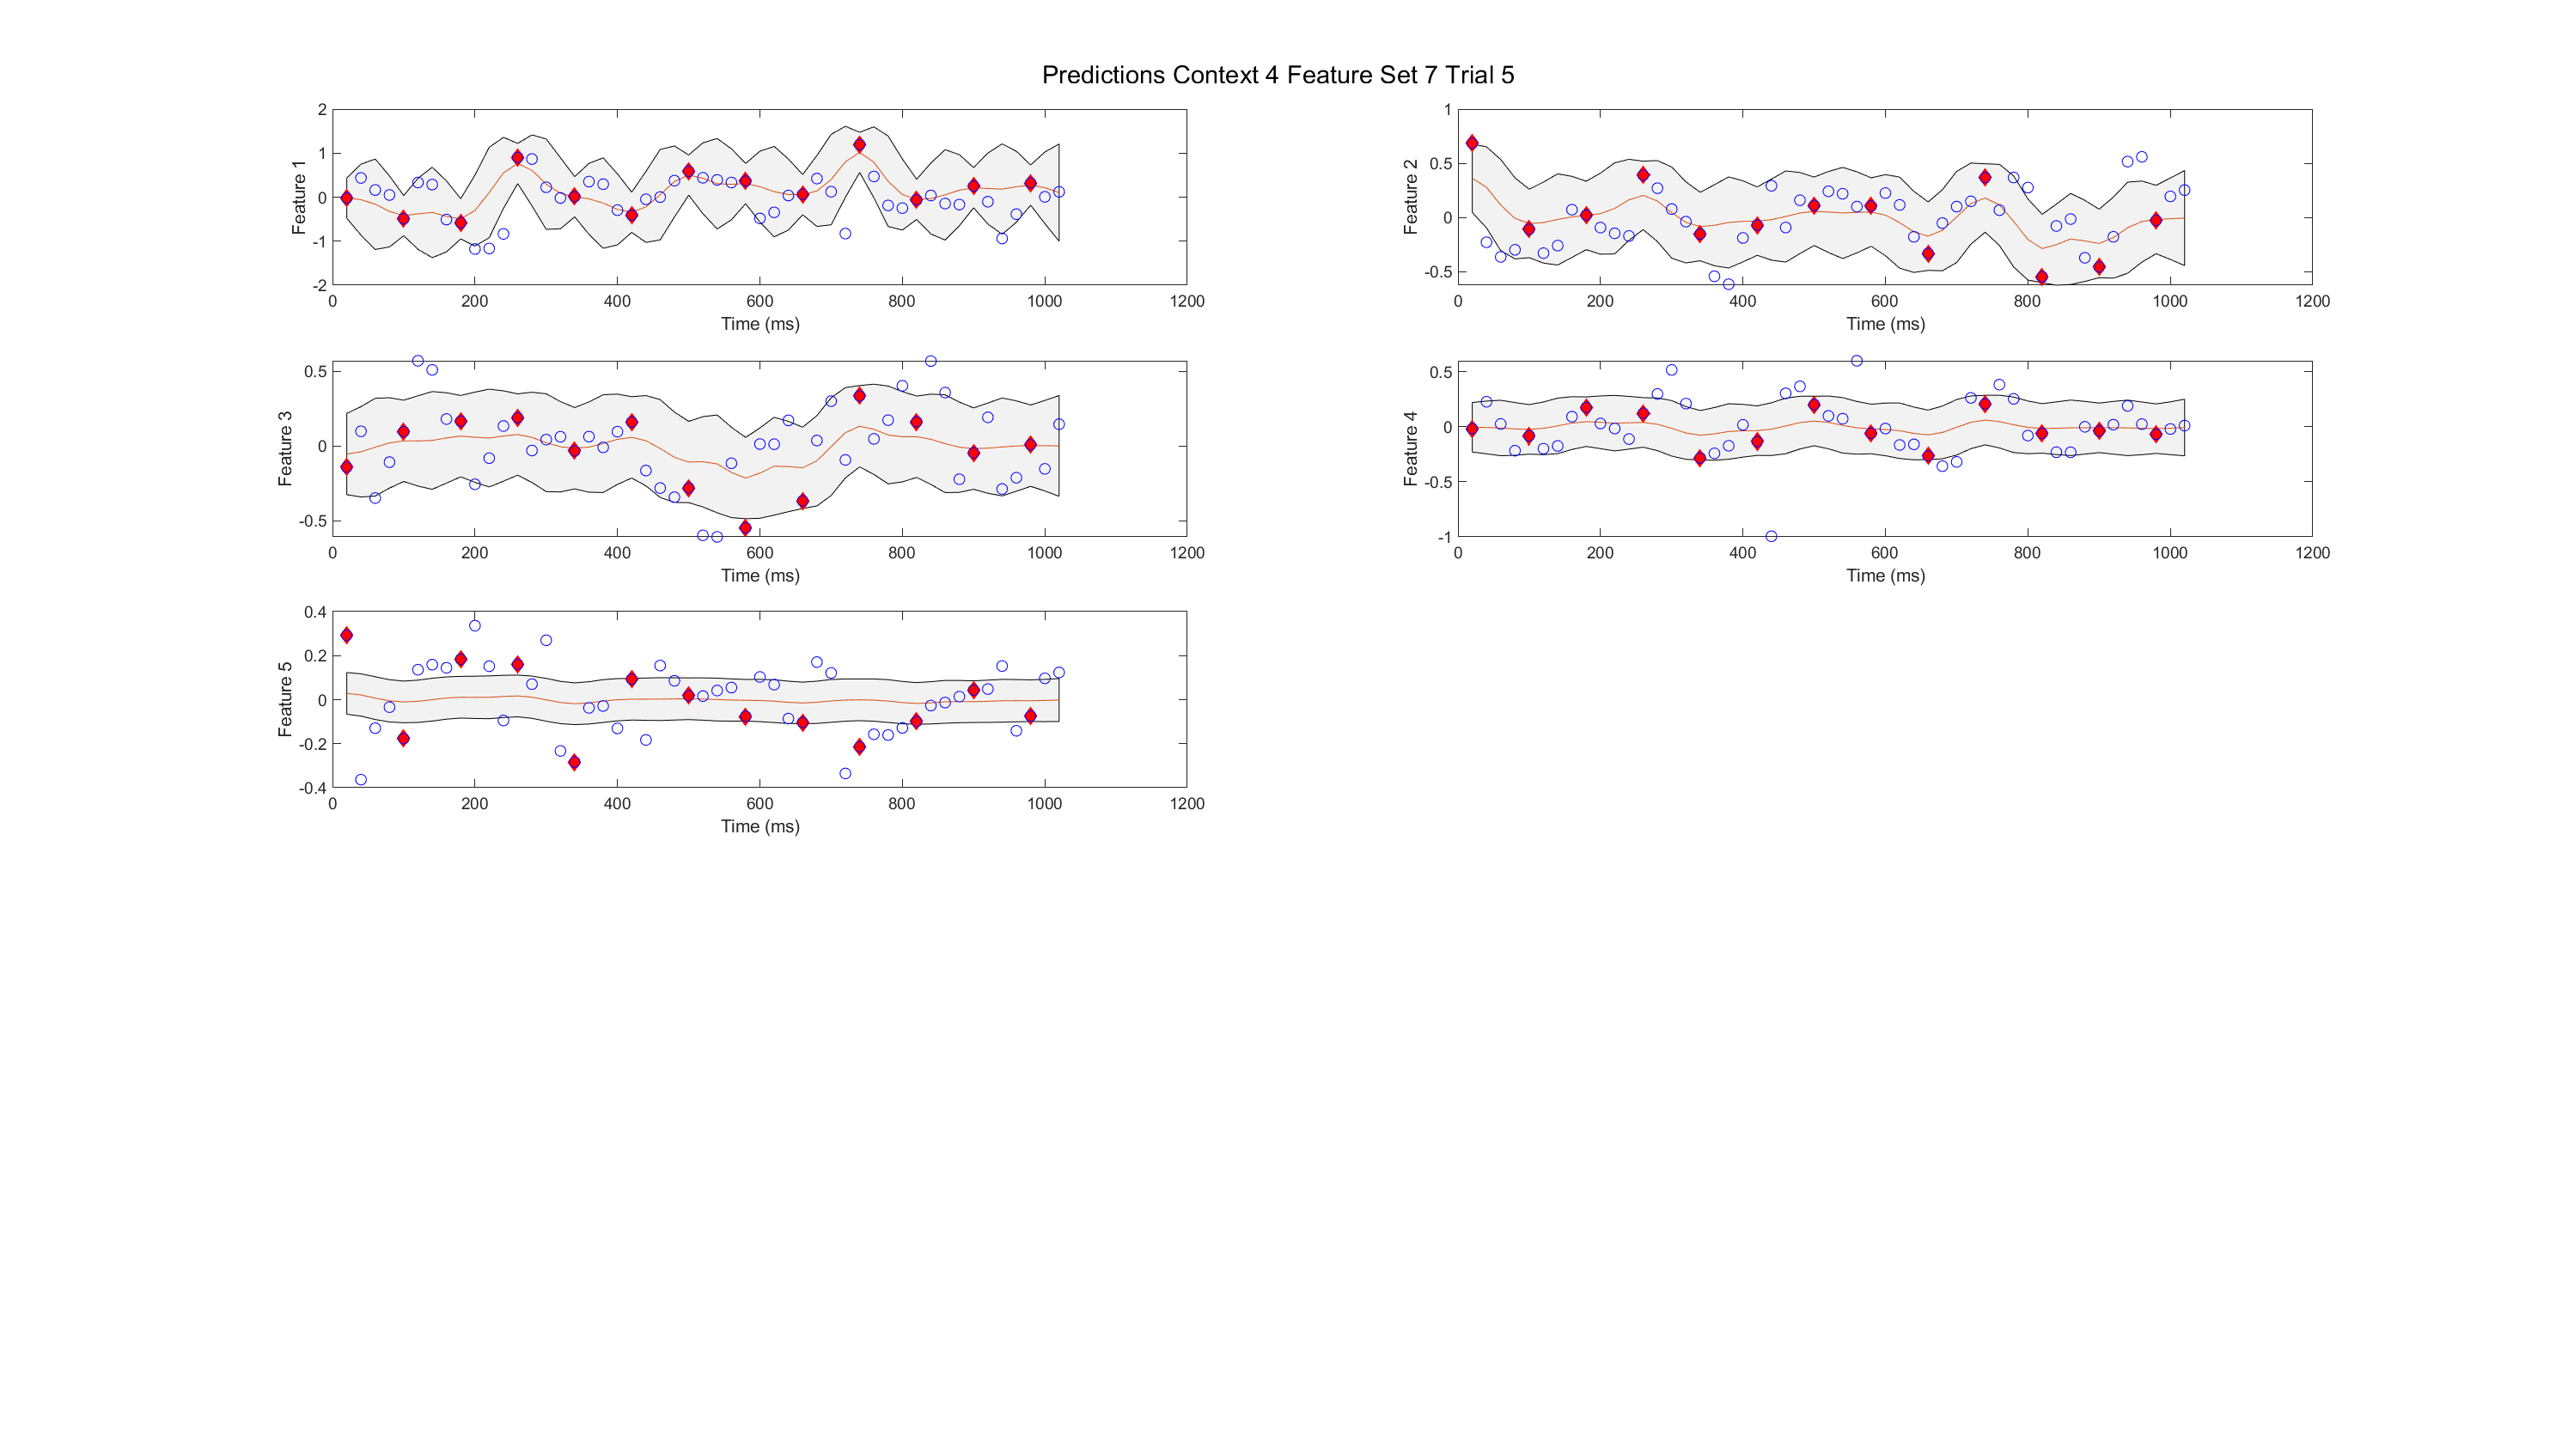 Predictions Context 4 Feature Set 7 Trial 5
2
1
0
-1
-2
Feature 1
0 200 400 600 800 1000 1200
Time (ms)
1
0.5
0
-0.5
Feature 2
0 200 400 600 800 1000 1200
Time (ms)
0.5
0
-0.5
Feature 3
0 200 400 600 800 1000 1200
Time (ms)
0.5
0
-0.5
-1
Feature 4
0 200 400 600 800 1000 1200
Time (ms)
0.4
0.2
0
-0.2
-0.4
Feature 5
0 200 400 600 800 1000 1200
Time (ms)